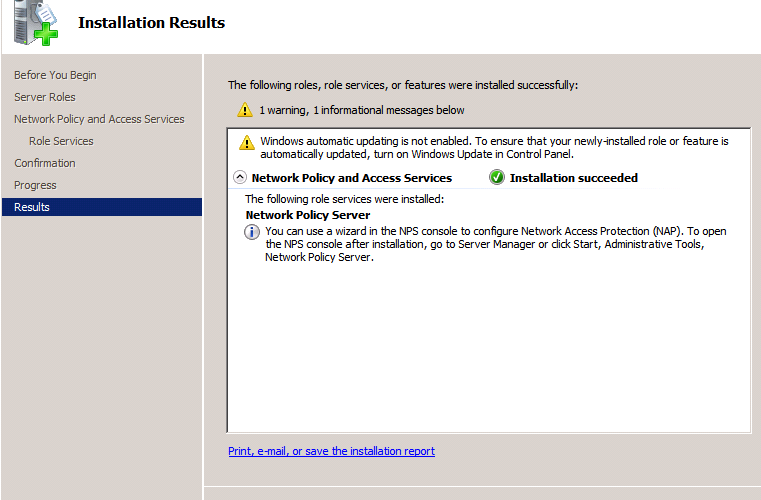 Installation Results
Before You Begin
Server Roles
Network Policy and Access Services
Role Services
Confirmation
Progress
Results
The following roles, role services, or features were installed successfully:
1 warning, 1 informational messages below
Windows automatic updating is not enabled. To ensure that your newly-installed role or feature is
automatically updated, turn on Windows Update in Control Panel.
Network Policy and Access Services Installation succeeded
The following role services were installed:
Network Policy Server
You can use a wizard in the NPS console to configure Network Access Protection (NAP). To open
the NPS console after installation, go to Server Manager or click Start, Administrative Tools,
Network Policy Server.
Print, e-mail, or save the installation report